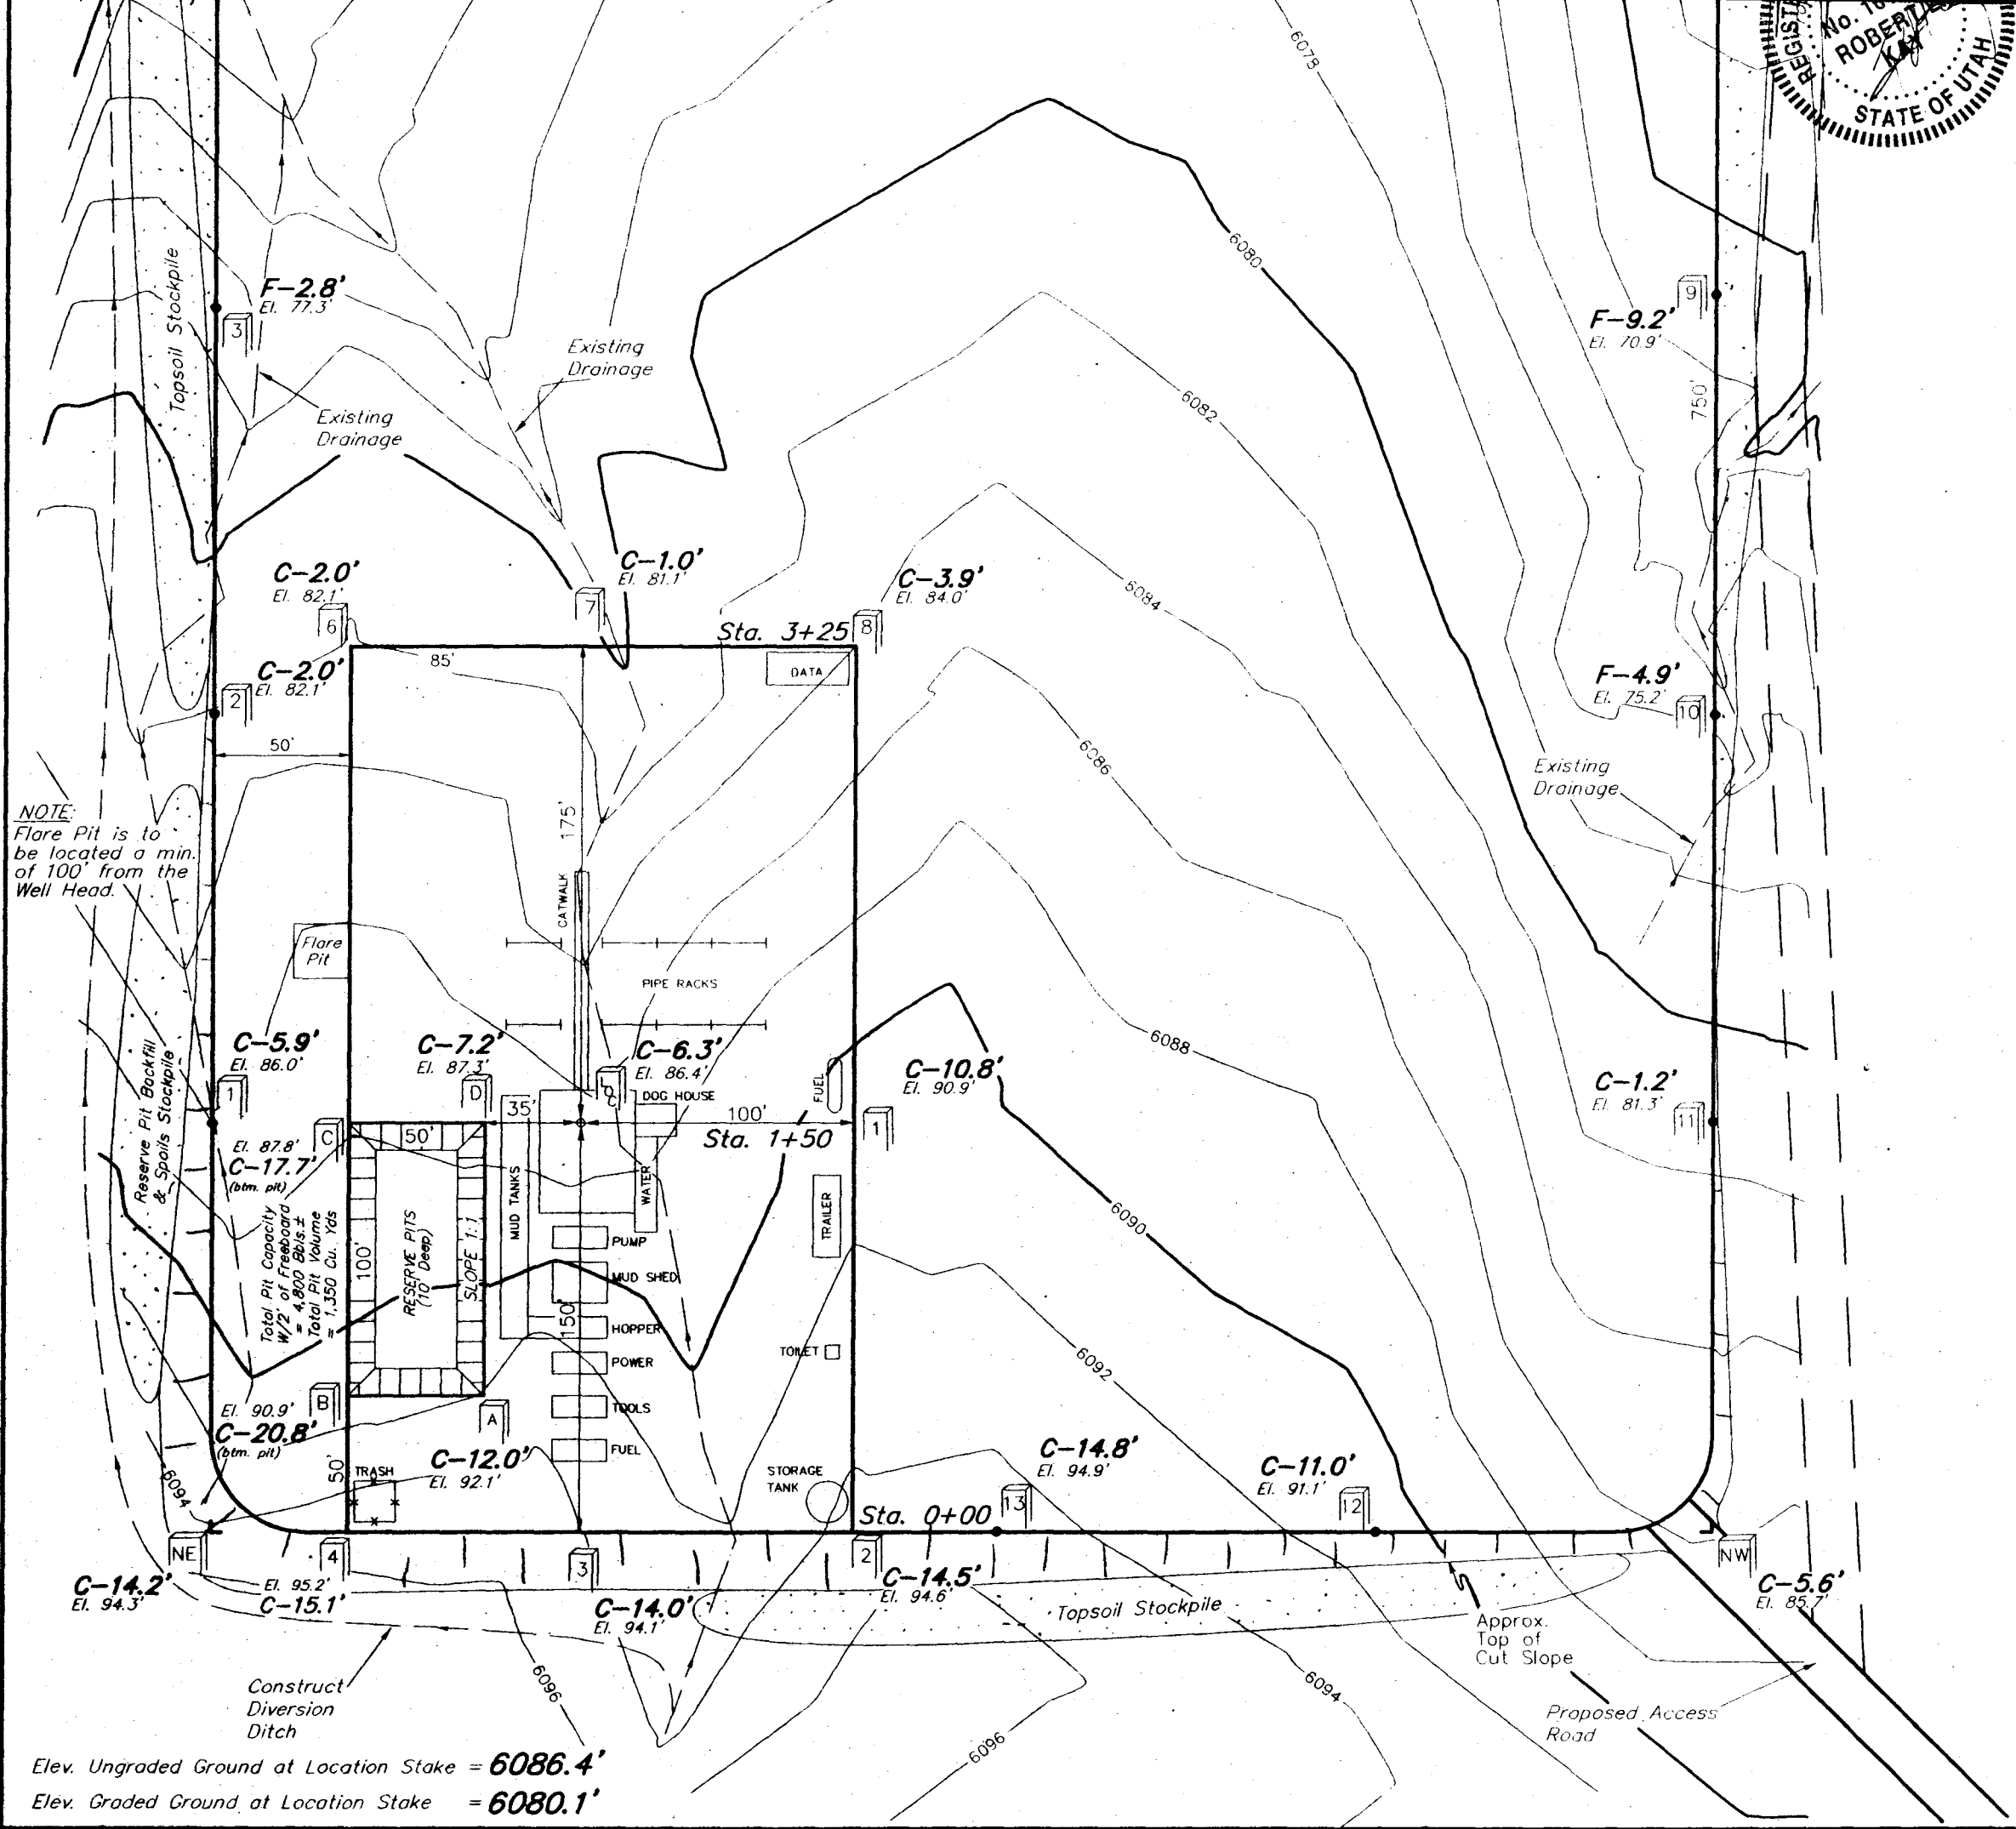 No. 16
ROBERT L.
KAY
STATE OF UTAH
6078
6080
Topsoil Stockpile
F-2.8'
El. 77.3'
3
9
F-9.2'
El. 70.9'
Existing
Drainage
750'
6082
Existing
Drainage
C-2.0'
El. 82.1'
6
C-1.0'
El. 81.1'
7
C-3.9'
El. 84.0'
8
6084
Sta. 3+25
85'
DATA
C-2.0'
El. 82.1'
2
F-4.9'
El. 75.2'
10
50'
6086
Existing
Drainage
175'
NOTE:
Flare Pit is to
be located a min.
of 100' from the
Well Head.
CATWALK
Flare
Pit
PIPE RACKS
6088
C-5.9'
El. 86.0'
1
C-7.2'
El. 87.3'
D
C-6.3'
El. 86.4'
FUEL
C-10.8'
El. 90.9'
C-1.2'
El. 81.3'
11
Reserve Pit Backfill
& Spoils Stockpile
DOG HOUSE
35'
100'
Sta. 1+50
1
C
50'
El. 87.8'
C-17.7'
(btm. pit)
MUD TANKS
WATER
TRAILER
6090
Total Pit Capacity
W/2' of Freeboard
= 4,800 Bbls.±
Total Pit Volume
= 1,350 Cu. Yds
100'
RESERVE PITS
(10' Deep)
SLOPE 1:1
PUMP
MUD SHED
150'
HOPPER
POWER
TOILET
6092
B
El. 90.9'
C-20.8'
(btm. pit)
A
TOOLS
FUEL
C-12.0'
El. 92.1'
50'
TRASH
STORAGE
TANK
C-14.8'
El. 94.9'
13
C-11.0'
El. 91.1'
12
6094
Sta. 0+00
NE
4
3
2
NW
C-14.2'
El. 94.3'
El. 95.2'
C-15.1'
C-14.0'
El. 94.1'
C-14.5'
El. 94.6'
C-5.6'
El. 85.7'
Topsoil Stockpile
Approx.
Top of
Cut Slope
Construct
Diversion
Ditch
6096
6094
6096
Proposed Access
Road
Elev. Ungraded Ground at Location Stake = 6086.4'
Elev. Graded Ground at Location Stake = 6080.1'